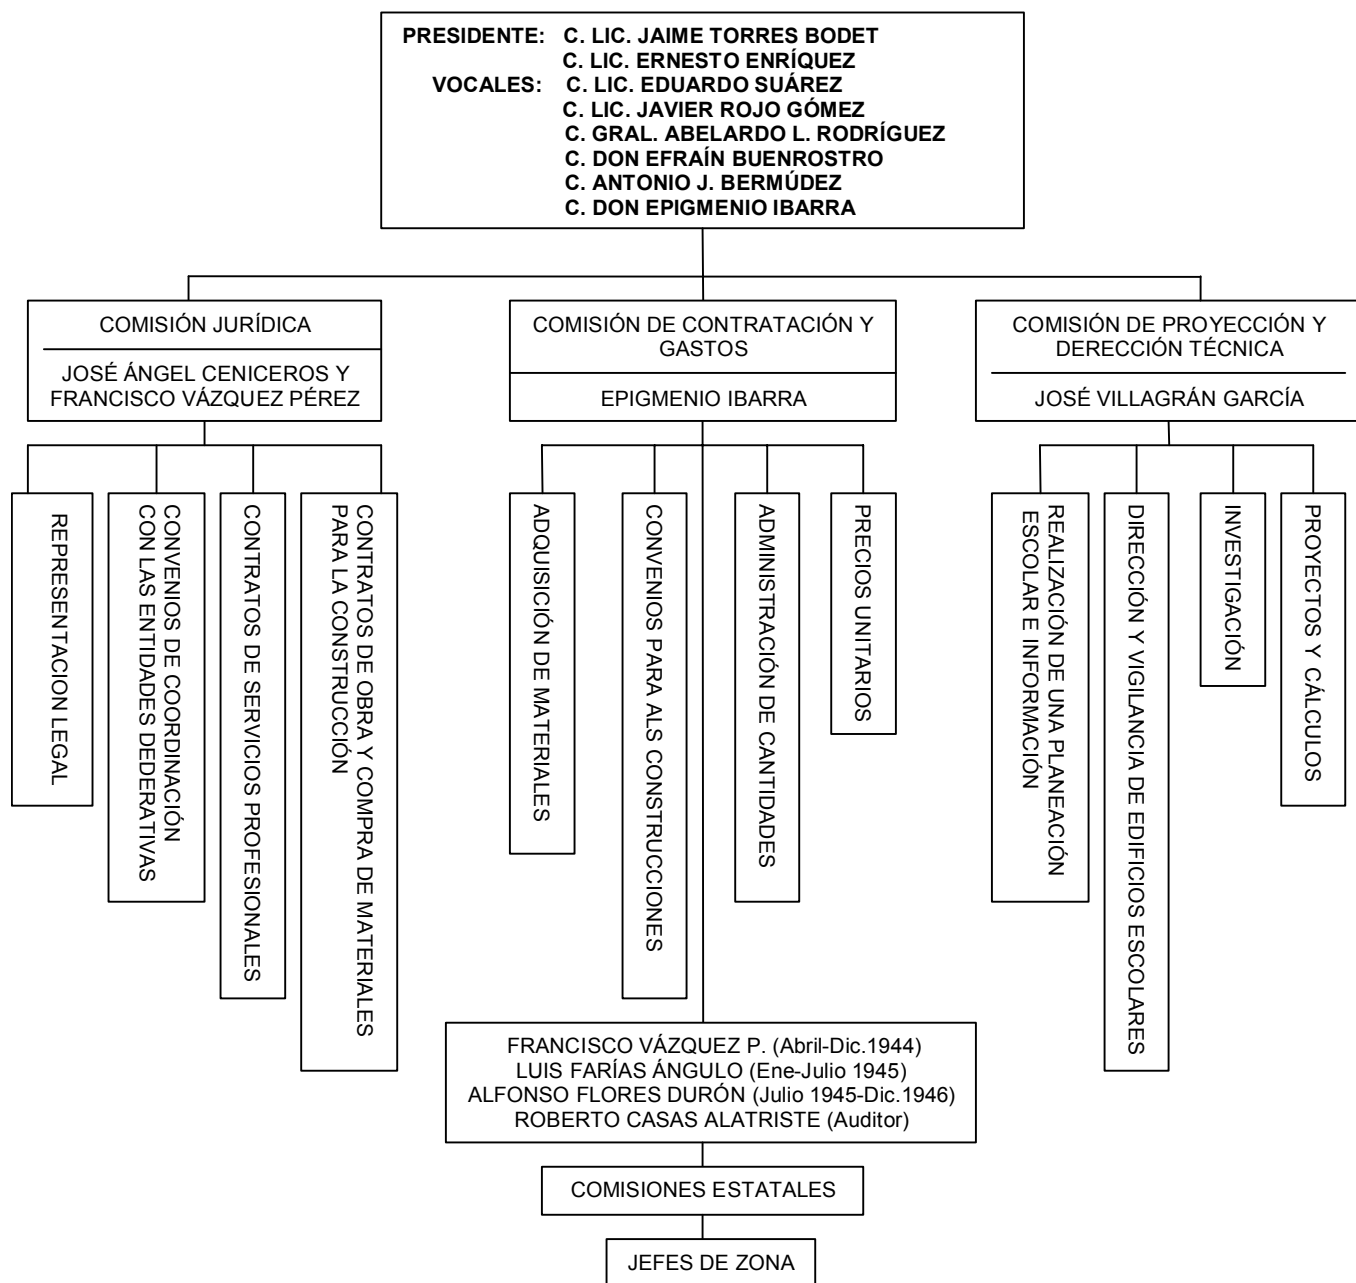 PRESIDENTE: C. LIC. JAIME TORRES BODET
C. LIC. ERNESTO ENRÍQUEZ
VOCALES: C. LIC. EDUARDO SUÁREZ
C. LIC. JAVIER ROJO GÓMEZ
C. GRAL. ABELARDO L. RODRÍGUEZ
C. DON EFRAÍN BUENROSTRO
C. ANTONIO J. BERMÚDEZ
C. DON EPIGMENIO IBARRA
COMISIÓN JURÍDICA
JOSÉ ÁNGEL CENICEROS Y
FRANCISCO VÁZQUEZ PÉREZ
COMISIÓN DE CONTRATACIÓN Y
GASTOS
EPIGMENIO IBARRA
COMISIÓN DE PROYECCIÓN Y
DERECCIÓN TÉCNICA
JOSÉ VILLAGRÁN GARCÍA
REPRESENTACION LEGAL
CONVENIOS DE COORDINACIÓN
CON LAS ENTIDADES DEDERATIVAS
CONTRATOS DE SERVICIOS PROFESIONALES
CONTRATOS DE OBRA Y COMPRA DE MATERIALES
PARA LA CONSTRUCCIÓN
ADQUISICIÓN DE MATERIALES
CONVENIOS PARA ALS CONSTRUCCIONES
ADMINISTRACIÓN DE CANTIDADES
PRECIOS UNITARIOS
REALIZACIÓN DE UNA PLANEACIÓN
ESCOLAR E INFORMACIÓN
DIRECCIÓN Y VIGILANCIA DE EDIFICIOS ESCOLARES
INVESTIGACIÓN
PROYECTOS Y CÁLCULOS
FRANCISCO VÁZQUEZ P. (Abril-Dic.1944)
LUIS FARÍAS ÁNGULO (Ene-Julio 1945)
ALFONSO FLORES DURÓN (Julio 1945-Dic.1946)
ROBERTO CASAS ALATRISTE (Auditor)
COMISIONES ESTATALES
JEFES DE ZONA